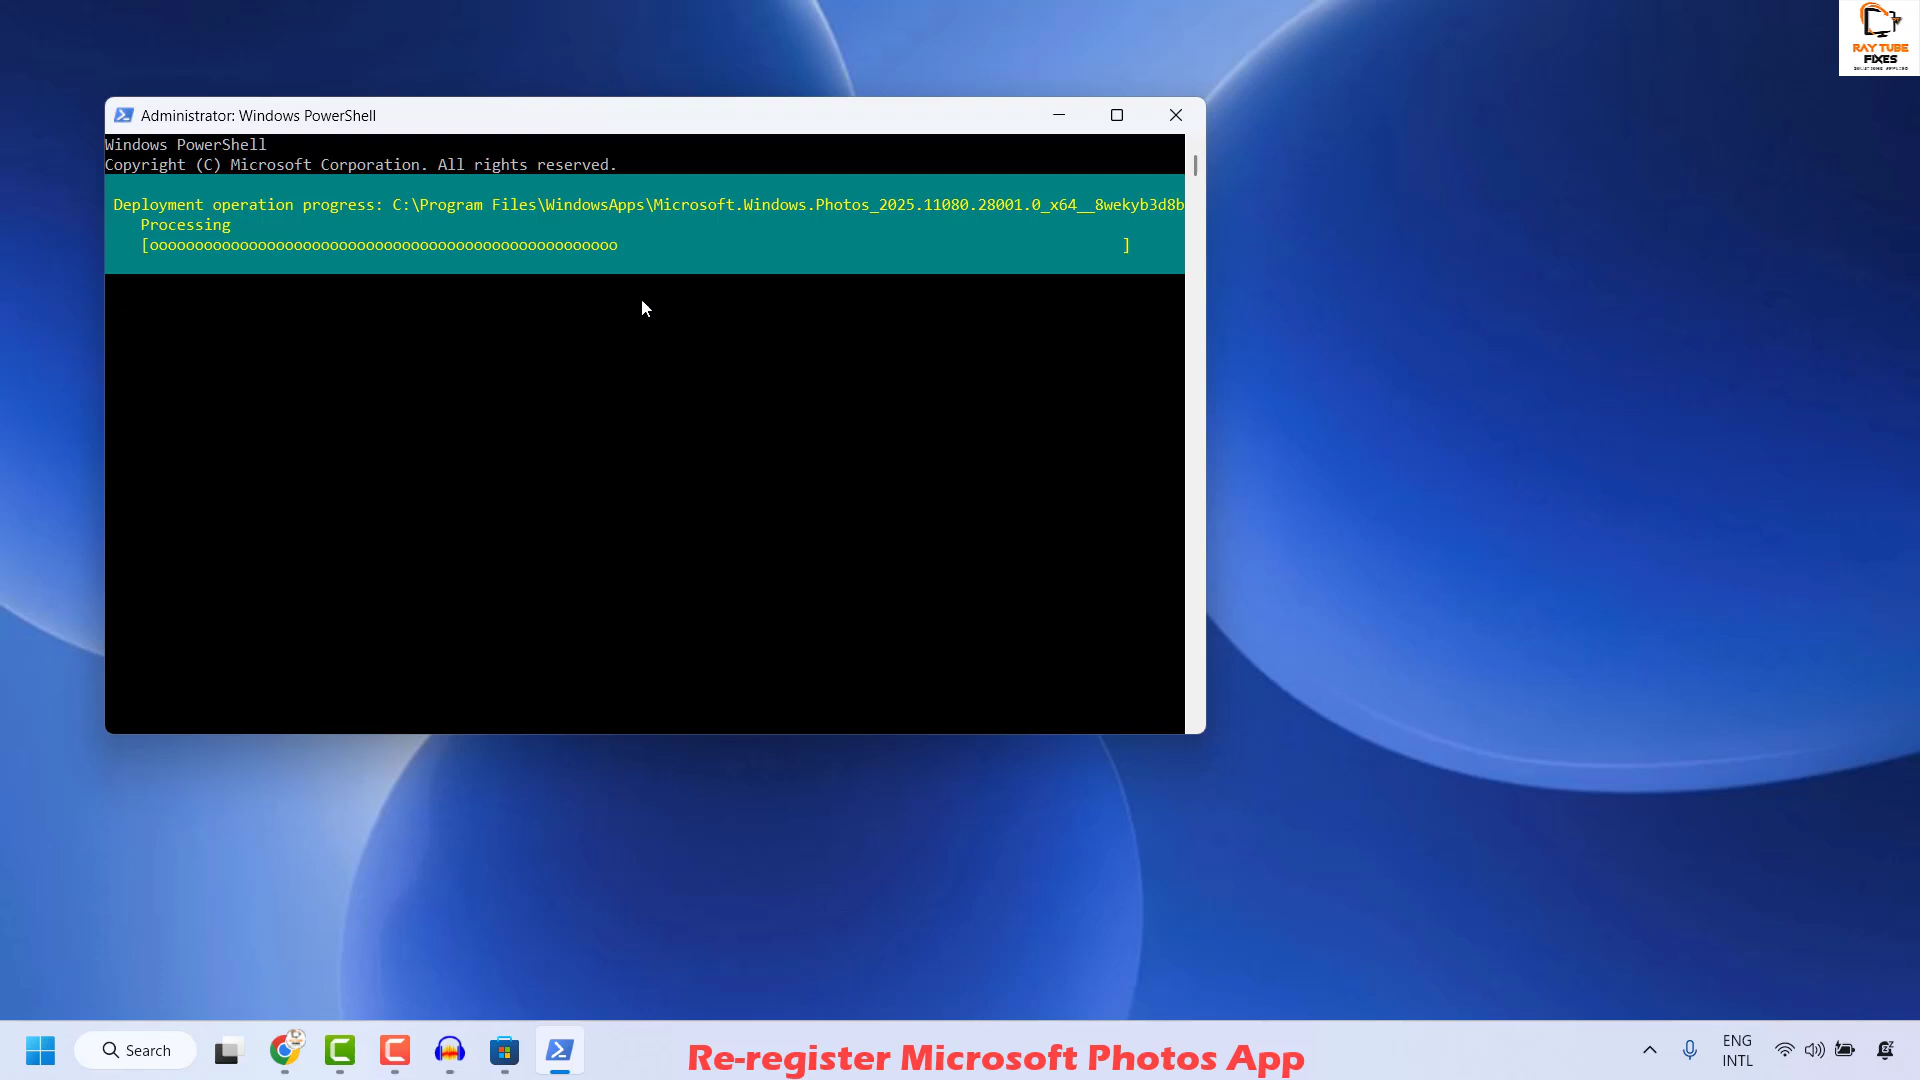 RAY TUBE
FIXES
Administrator: Windows PowerShell
Windows PowerShell
Copyright (C) Microsoft Corporation. All rights reserved.
Deployment operation progress: C:\Program Files\WindowsApps\Microsoft.Windows.Photos_2025.11080.28001.0_x64__8wekyb3d8b
Processing
[oooooooooooooooooooooooooooooooooooooooooooooooooooo ]
Search
Re-register Microsoft Photos App
ENG
INTL